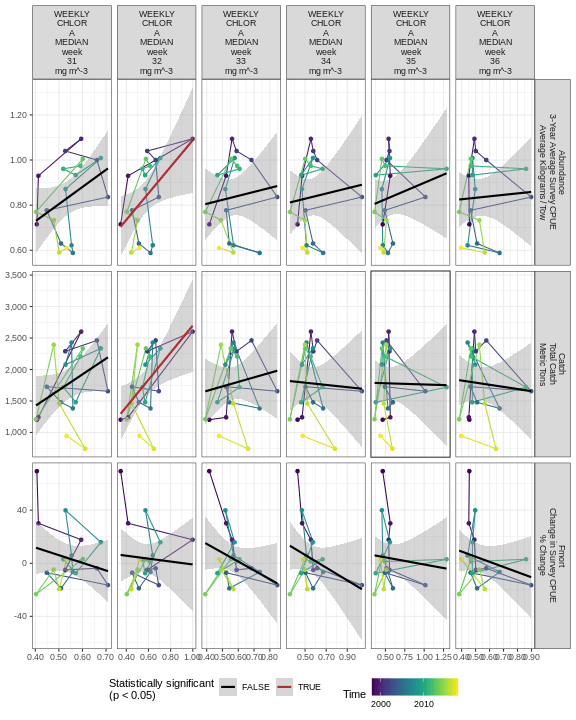 WEEKLY
CHLOR
A
MEDIAN
week
31
mg m^-3
WEEKLY
CHLOR
A
MEDIAN
week
32
mg m^-3
WEEKLY
CHLOR
A
MEDIAN
week
33
mg m^-3
WEEKLY
CHLOR
A
MEDIAN
week
34
mg m^-3
WEEKLY
CHLOR
A
MEDIAN
week
35
mg m^-3
WEEKLY
CHLOR
A
MEDIAN
week
36
mg m^-3
1.20
1.00
0.80
0.60
Abundance
3-Year Average Survey CPUE
Average Kilograms / Tow
3,500
3,000
2,500
2,000
1,500
1,000
Catch
Total Catch
Metric Tons
40
0
-40
Fmort
Change in Survey CPUE
% Change
0.40 0.50 0.60 0.70
0.40 0.60 0.80 1.00
0.40 0.50 0.60 0.70 0.80
0.50 0.70 0.90
0.50 0.75 1.00 1.25
0.40 0.50 0.60 0.70 0.80 0.90
Statistically significant
(p < 0.05)
FALSE
TRUE
Time
2000 2010